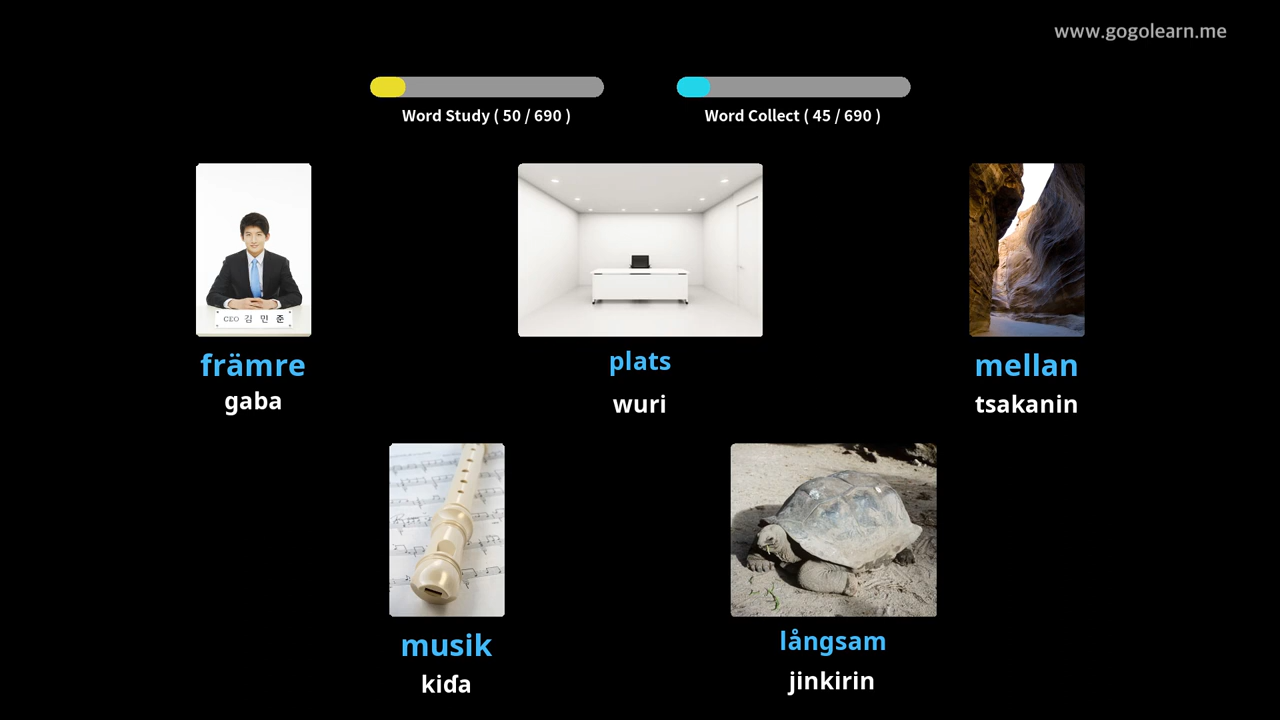 www.gogolearn.me
Word Study ( 50 / 690 )
Word Collect ( 45 / 690 )
CEO 김 민 준
främre
gaba
plats
wuri
mellan
tsakanin
musik
kiɗa
långsam
jinkirin